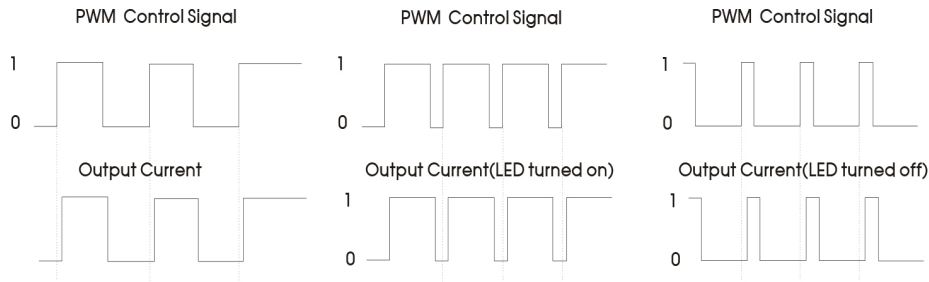 PWM Control Signal
1
0
Output Current
PWM Control Signal
1
0
Output Current(LED turned on)
1
0
PWM Control Signal
1
0
Output Current(LED turned off)
1
0